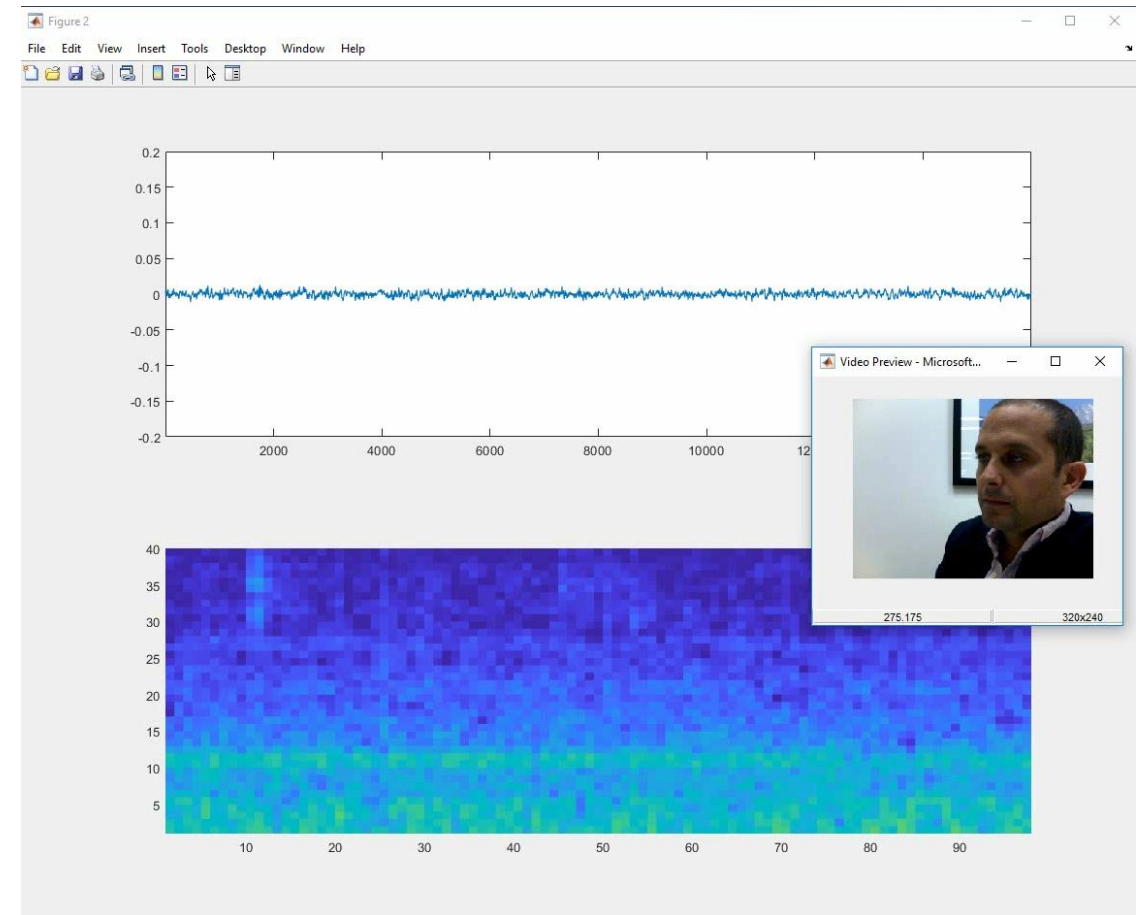 Figure 2
File Edit View Insert Tools Desktop Window Help
0.2
0.15
0.1
0.05
0
-0.05
-0.1
-0.15
-0.2
2000 4000 6000 8000 10000 12
Video Preview - Microsoft...
275.175 320x240
40
35
30
25
20
15
10
5
10 20 30 40 50 60 70 80 90